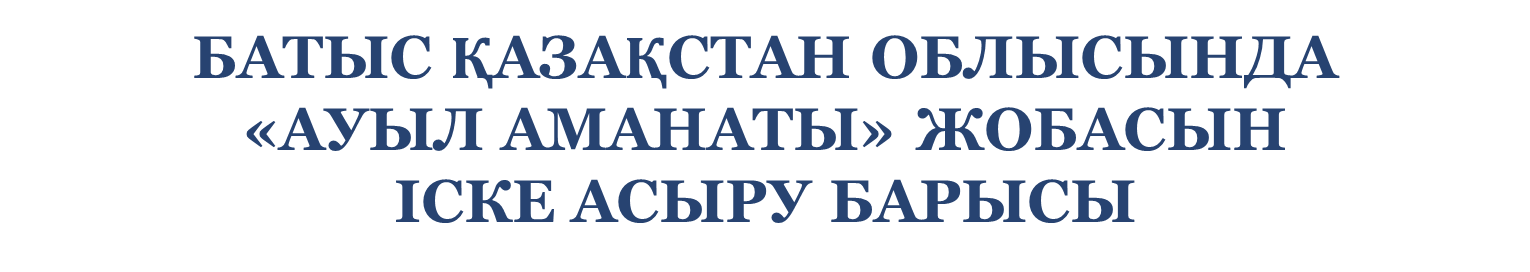 БАТЫС ҚАЗАҚСТАН ОБЛЫСЫНДА
«АУЫЛ АМАНАТЫ» ЖОБАСЫН
ІСКЕ АСЫРУ БАРЫСЫ